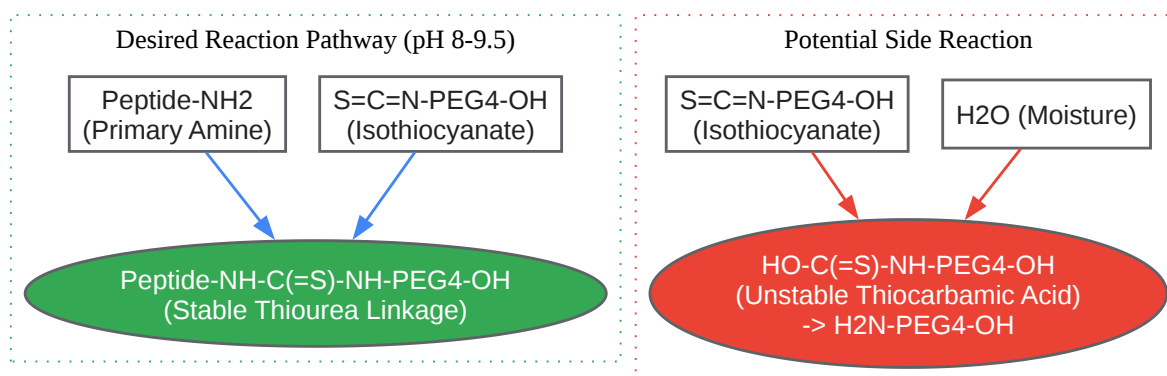 Desired Reaction Pathway (pH 8-9.5)
Peptide-NH2
(Primary Amine)
S=C=N-PEG4-OH
(Isothiocyanate)
Peptide-NH-C(=S)-NH-PEG4-OH
(Stable Thiourea Linkage)
Potential Side Reaction
S=C=N-PEG4-OH
(Isothiocyanate)
H2O (Moisture)
HO-C(=S)-NH-PEG4-OH
(Unstable Thiocarbamic Acid)
-> H2N-PEG4-OH